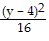 (y – 4)²
16